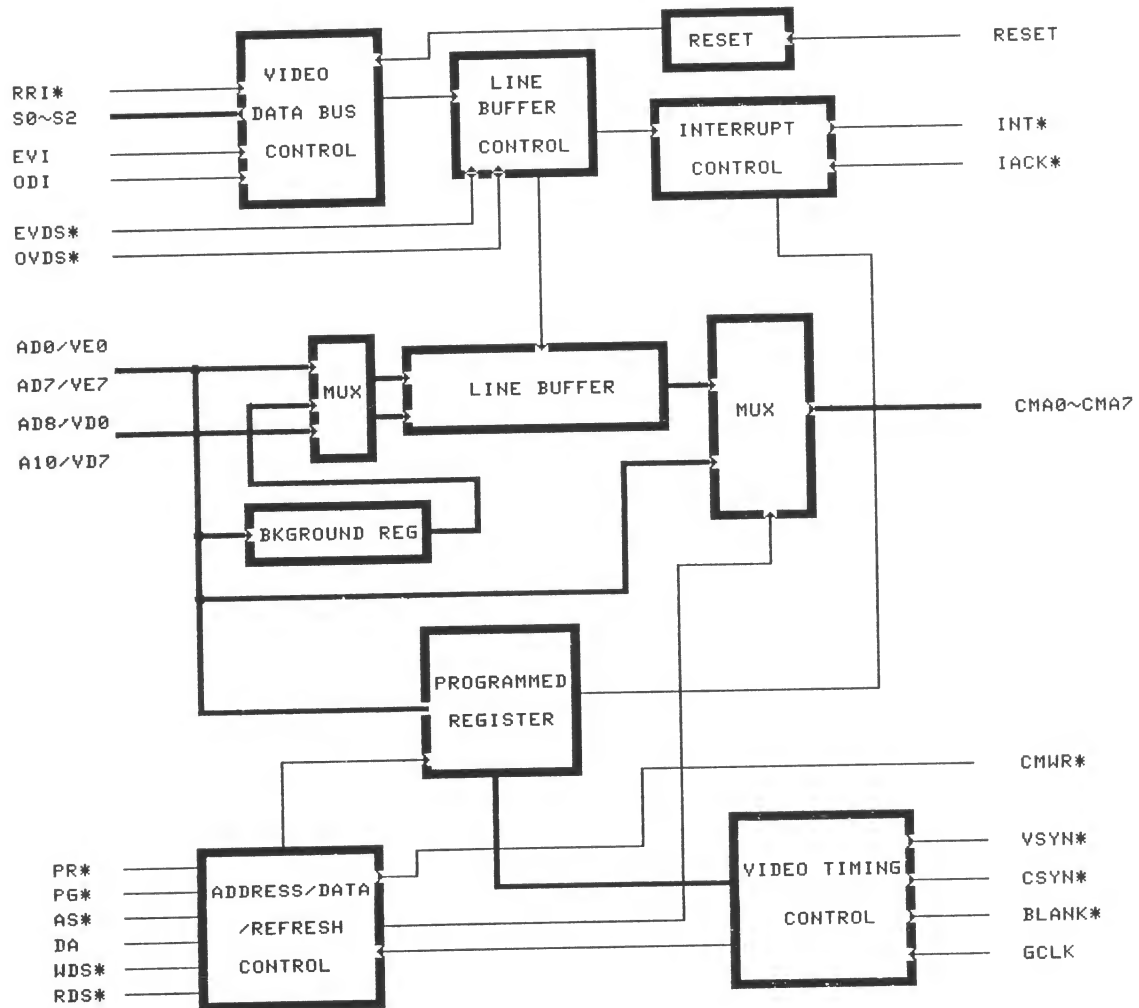 RESET
RESET
VIDEO
DATA BUS
CONTROL
LINE
BUFFER
CONTROL
RRI*
S0~S2
EVI
ODI
INTERRUPT
CONTROL
INT*
IACK*
EVDS*
OVDS*
AD0/VE0
AD7/VE7
AD8/VD0
A10/VD7
MUX
LINE BUFFER
MUX
CMA0~CMA7
BKGROUND REG
PROGRAMMED
REGISTER
CMWR*
PR*
PG*
AS*
DA
WDS*
RDS*
ADDRESS/DATA
/REFRESH
CONTROL
VIDEO TIMING
CONTROL
VSYN*
CSYN*
BLANK*
GCLK